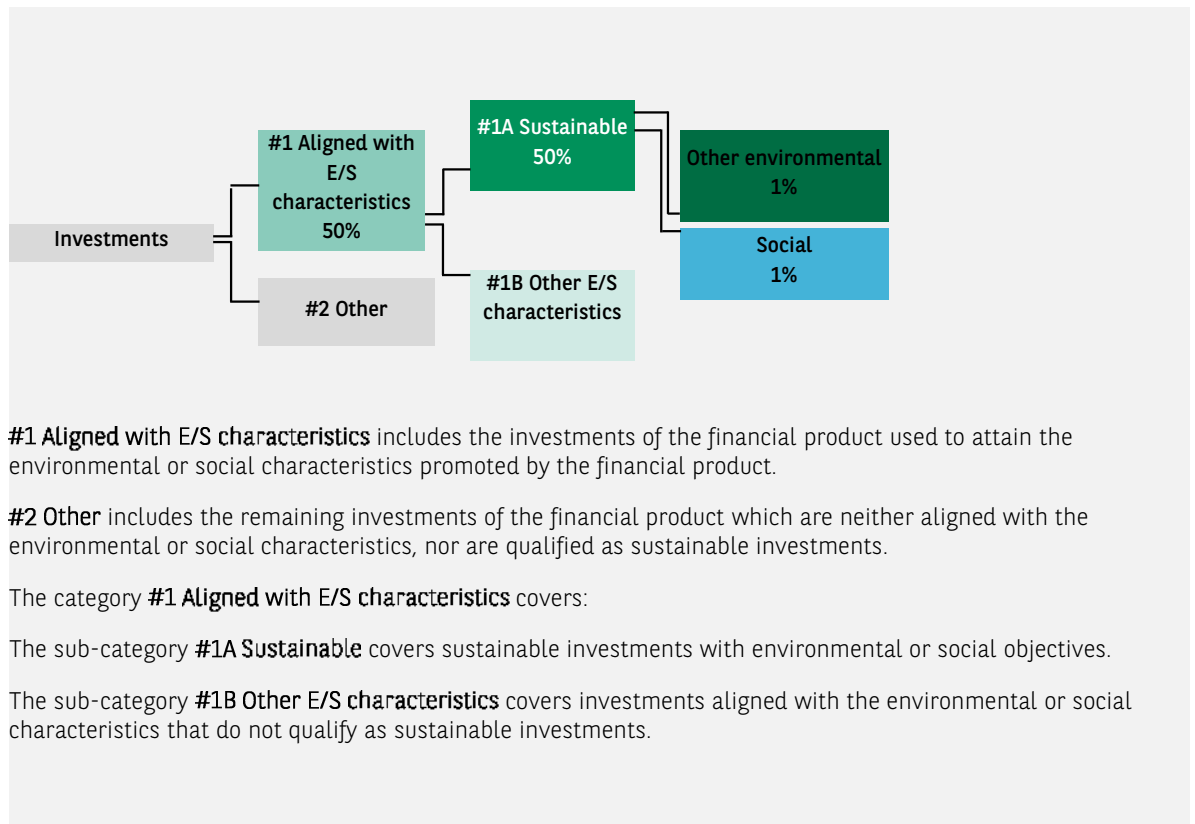 #1A Sustainable
50%
#1 Aligned with
E/S
characteristics
50%
Other environmental
1%
Investments
Social
1%
#1B Other E/S
characteristics
#2 Other
#1 Aligned with E/S characteristics includes the investments of the financial product used to attain the
environmental or social characteristics promoted by the financial product.
#2 Other includes the remaining investments of the financial product which are neither aligned with the
environmental or social characteristics, nor are qualified as sustainable investments.
The category #1 Aligned with E/S characteristics covers:
The sub-category #1A Sustainable covers sustainable investments with environmental or social objectives.
The sub-category #1B Other E/S characteristics covers investments aligned with the environmental or social
characteristics that do not qualify as sustainable investments.